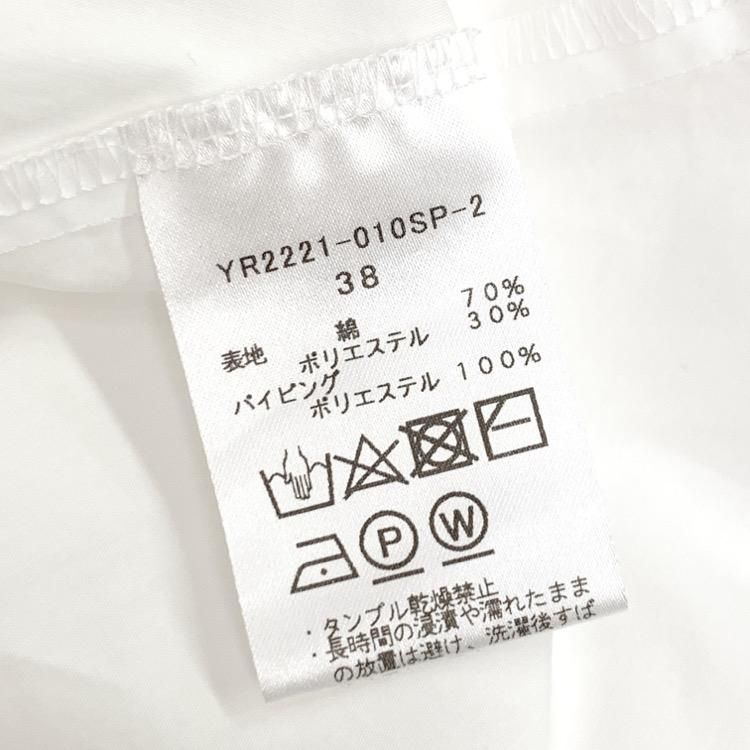 YR2221-010SP-2
38
表地 綿 70%
ポリエステル 30%
パイピング
ポリエステル 100%
P W
・タンブル乾燥禁止
・長時間の浸漬や濡れたまま
の放置は避け、洗濯後すば